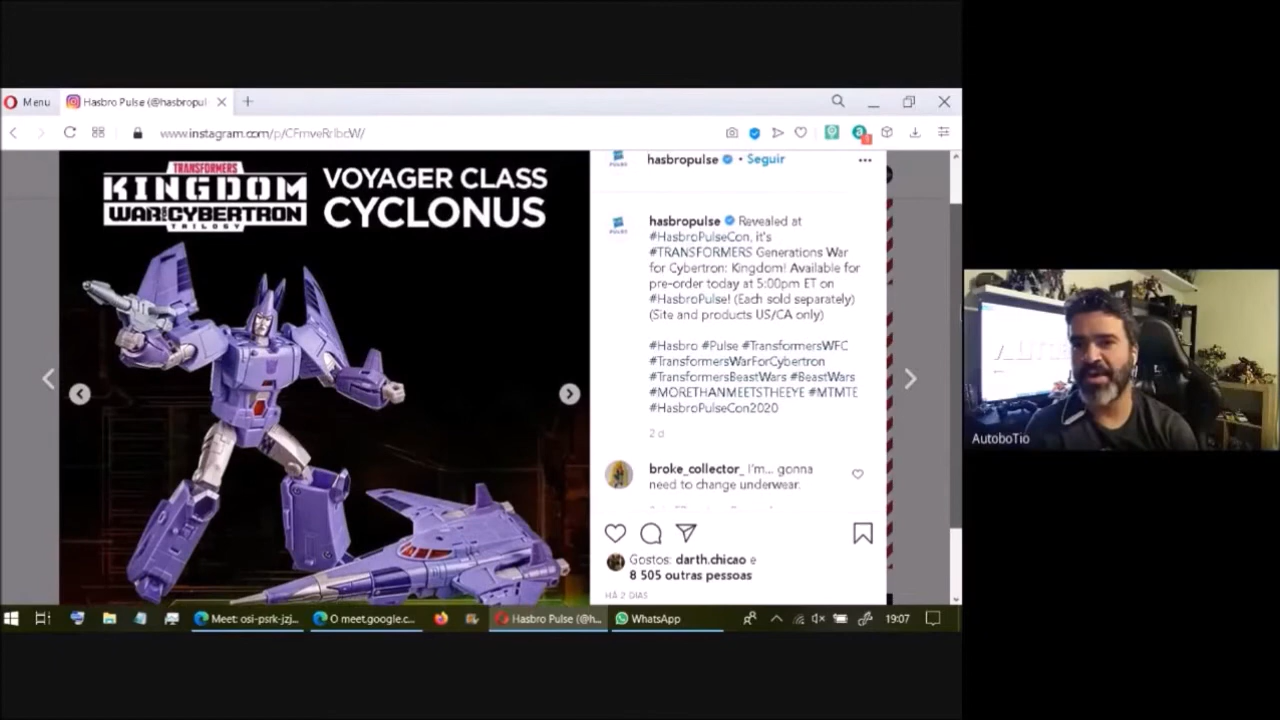 Menu
Hasbro Pulse (@hasbropul
www.instagram.com/p/CFmveRrlbcW/
TRANSFORMERS
KINGDOM
WAR FOR CYBERTRON
TRILOGY
VOYAGER CLASS
CYCLONUS
hasbropulse • Seguir
hasbropulse Revealed at
#HasbroPulseCon, it's
#TRANSFORMERS Generations War
for Cybertron: Kingdom! Available for
pre-order today at 5:00pm ET on
#HasbroPulse! (Each sold separately)
(Site and products US/CA only)
#Hasbro #Pulse #TransformersWFC
#TransformersWarForCybertron
#TransformersBeastWars #BeastWars
#MORETHANMEETSTHEEYE #MTMTE
#HasbroPulseCon2020
2 d
broke_collector_ I'm... gonna
need to change underwear.
Gostos: darth.chicao e
8 505 outras pessoas
HÁ 2 DIAS
AutoboTio
Meet: osi-psrk-jzj...
O meet.google.c...
Hasbro Pulse (@h...
WhatsApp
19:07